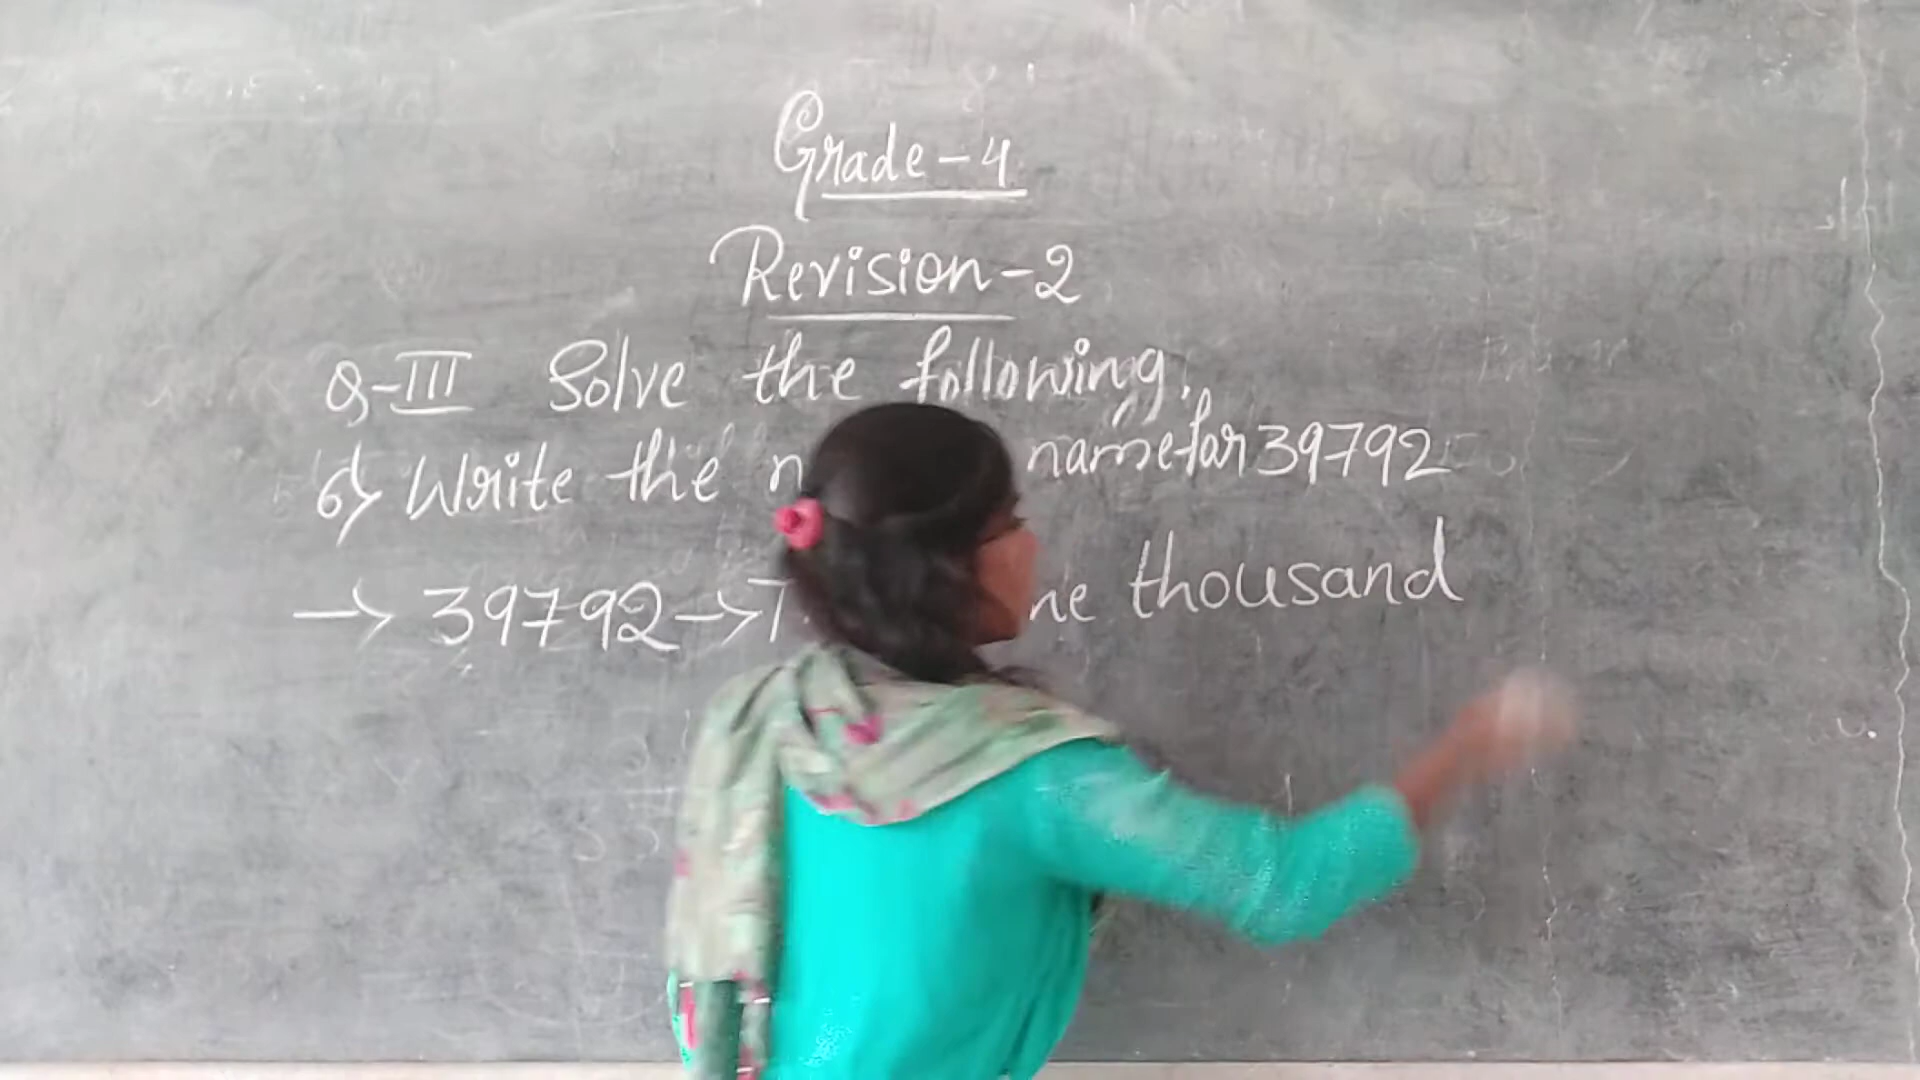 Grade-4
Revision-2
Q-III Solve the following.
6) Write the n name for 39792
→ 39792→T ne thousand